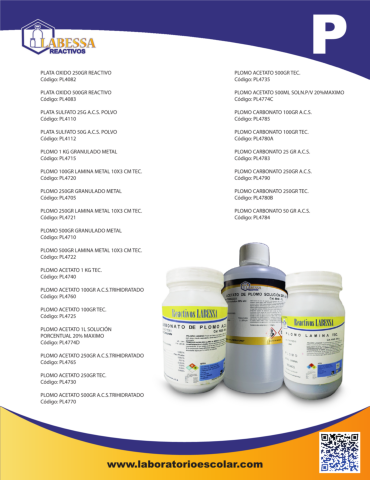 LABESSA
REACTIVOS
P
PLATA OXIDO 250GR REACTIVO
Código: PL4082
PLATA OXIDO 500GR REACTIVO
Código: PL4083
PLATA SULFATO 25G A.C.S. POLVO
Código: PL4110
PLATA SULFATO 50G A.C.S. POLVO
Código: PL4112
PLOMO 1 KG GRANULADO METAL
Código: PL4715
PLOMO 100GR LAMINA METAL 10X3 CM TEC.
Código: PL4720
PLOMO 250GR GRANULADO METAL
Código: PL4705
PLOMO 250GR LAMINA METAL 10X3 CM TEC.
Código: PL4721
PLOMO 500GR GRANULADO METAL
Código: PL4710
PLOMO 500GR LAMINA METAL 10X3 CM TEC.
Código: PL4722
PLOMO ACETATO 1 KG TEC.
Código: PL4740
PLOMO ACETATO 100GR A.C.S.TRIHIDRATADO
Código: PL4760
PLOMO ACETATO 100GR TEC.
Código: PL4725
PLOMO ACETATO 1L SOLUCIÓN
PORCENTUAL 20% MAXIMO
Código: PL4774D
PLOMO ACETATO 250GR A.C.S.TRIHIDRATADO
Código: PL4765
PLOMO ACETATO 250GR TEC.
Código: PL4730
PLOMO ACETATO 500GR A.C.S.TRIHIDRATADO
Código: PL4770
PLOMO ACETATO 500GR TEC.
Código: PL4735
PLOMO ACETATO 500ML SOLN.P/V 20%MAXIMO
Código: PL4774C
PLOMO CARBONATO 100GR A.C.S.
Código: PL4785
PLOMO CARBONATO 100GR TEC.
Código: PL4780A
PLOMO CARBONATO 25 GR A.C.S.
Código: PL4783
PLOMO CARBONATO 250GR A.C.S.
Código: PL4790
PLOMO CARBONATO 250GR TEC.
Código: PL4780B
PLOMO CARBONATO 50 GR A.C.S.
Código: PL4784
Reactivos LABESSA
DE PLOMO
DE PLOMO SOLUCION
Reactivos LABESSA
PLOMO LAMINA
www.laboratorioescolar.com